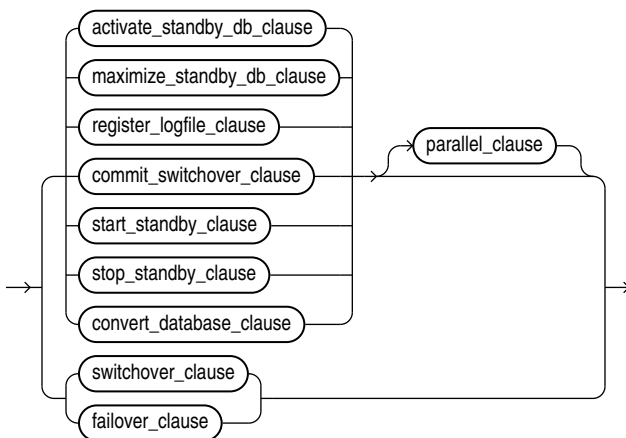 activate_standby_db_clause
maximize_standby_db_clause
register_logfile_clause
parallel_clause
commit_switchover_clause
start_standby_clause
stop_standby_clause
convert_database_clause
switchover_clause
failover_clause